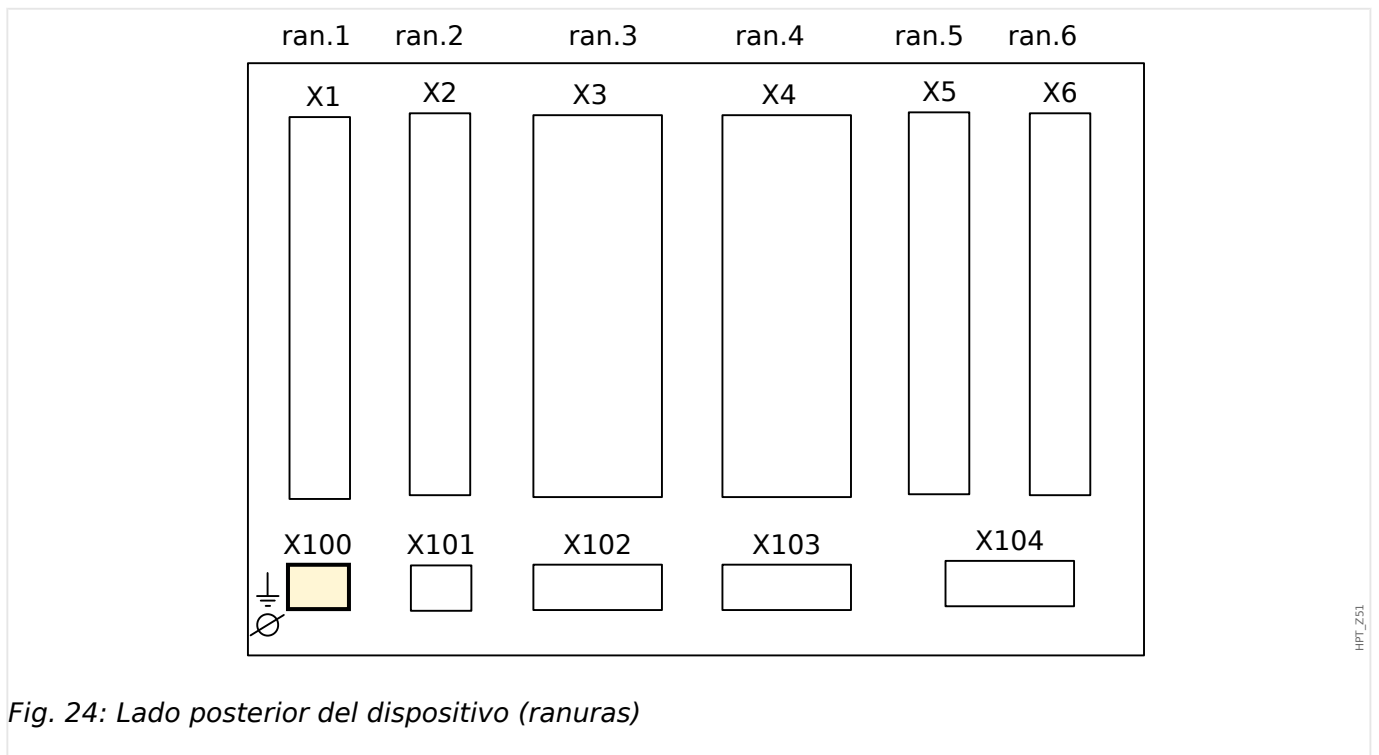 ran.1 ran.2 ran.3 ran.4 ran.5 ran.6
X1 X2 X3 X4 X5 X6
X100 X101 X102 X103 X104
HPT_Z51
Fig. 24: Lado posterior del dispositivo (ranuras)